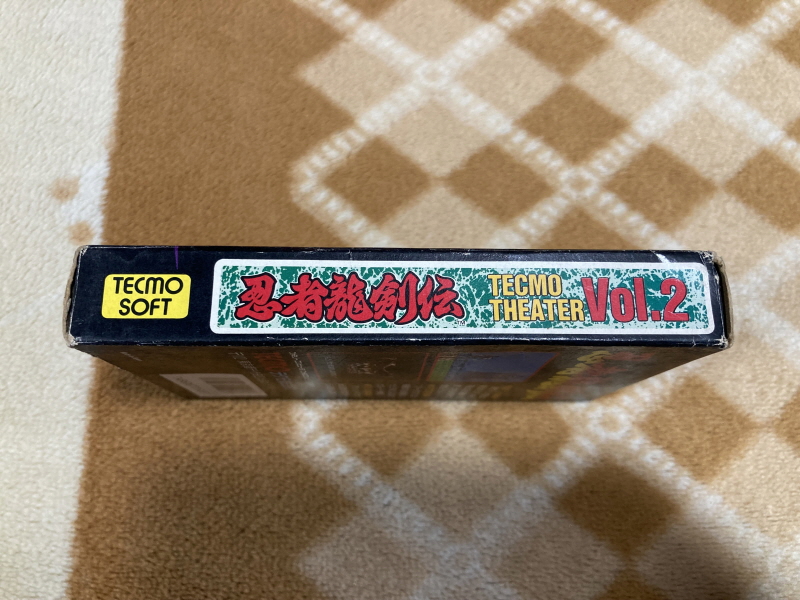 TECMO
SOFT
忍者龍剣伝
TECMO
THEATER
Vol.2